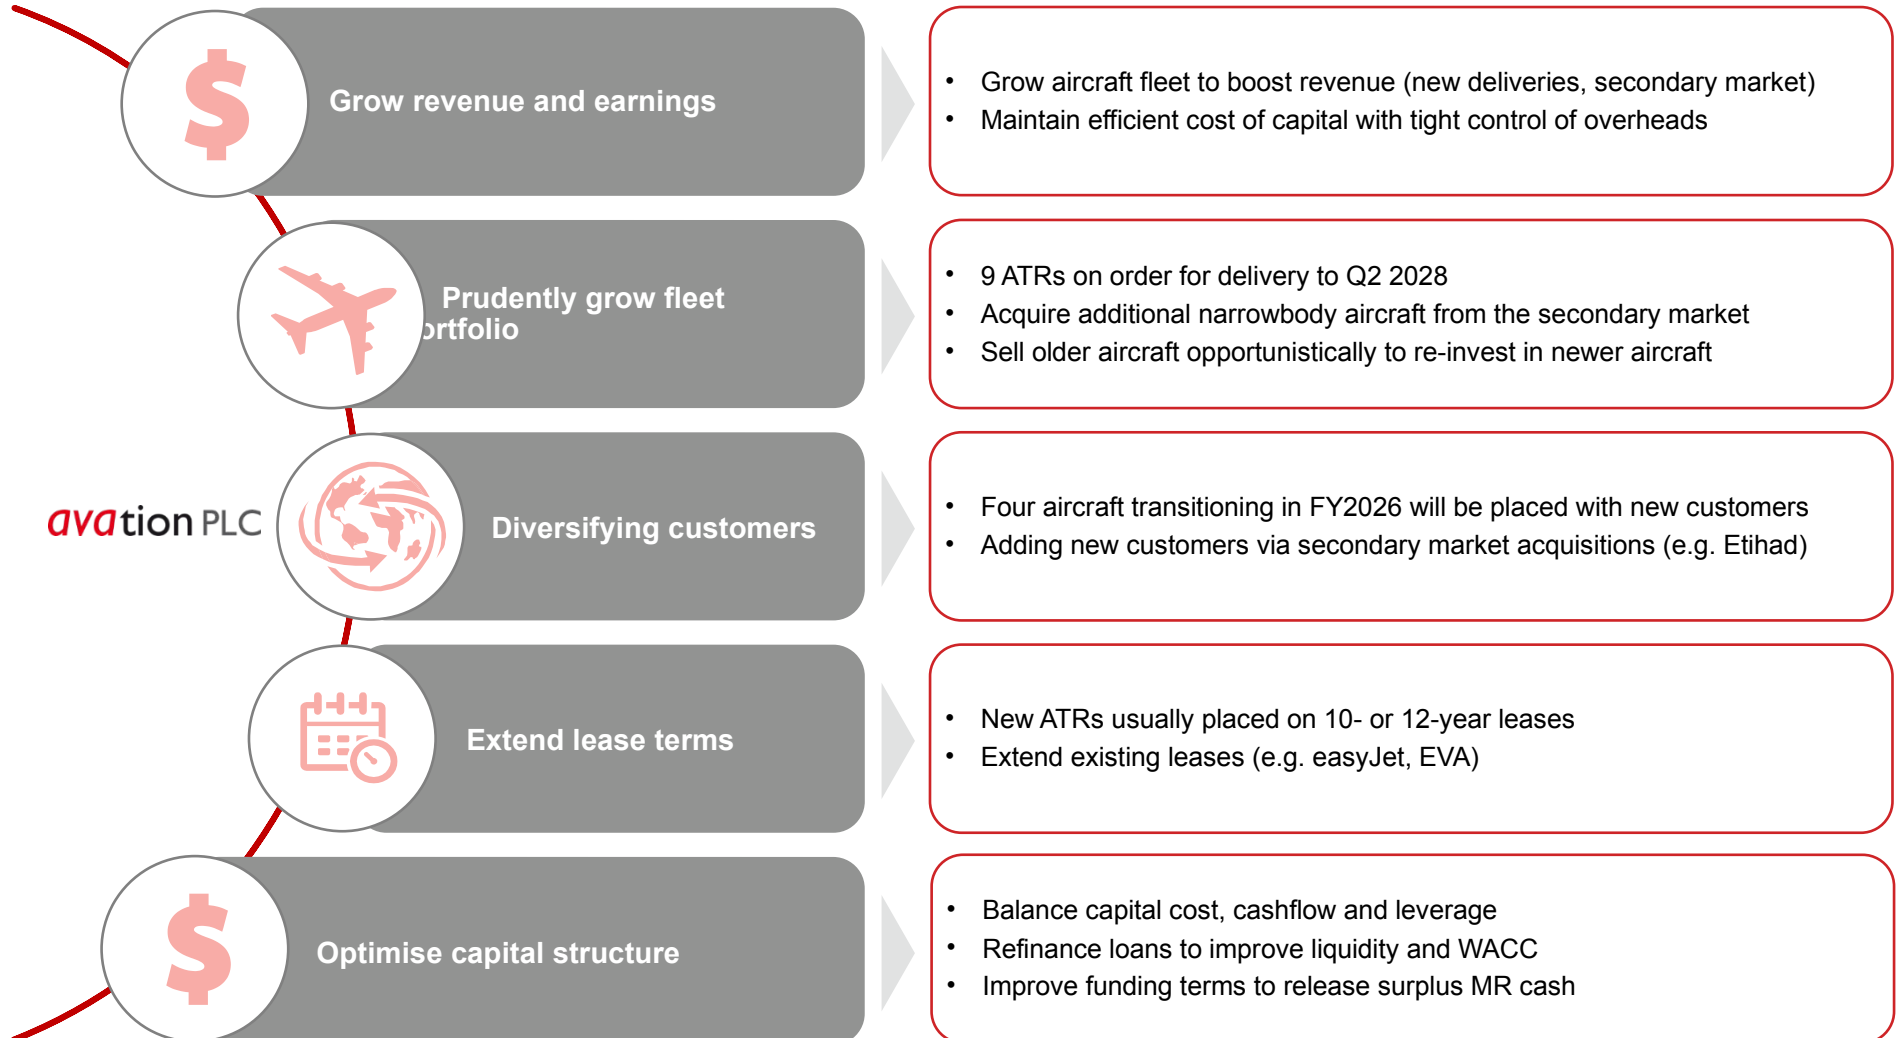 Grow revenue and earnings
• Grow aircraft fleet to boost revenue (new deliveries, secondary market)
• Maintain efficient cost of capital with tight control of overheads
Prudently grow fleet
ortfolio
• 9 ATRs on order for delivery to Q2 2028
• Acquire additional narrowbody aircraft from the secondary market
• Sell older aircraft opportunistically to re-invest in newer aircraft
avation PLC
Diversifying customers
• Four aircraft transitioning in FY2026 will be placed with new customers
• Adding new customers via secondary market acquisitions (e.g. Etihad)
Extend lease terms
• New ATRs usually placed on 10- or 12-year leases
• Extend existing leases (e.g. easyJet, EVA)
Optimise capital structure
• Balance capital cost, cashflow and leverage
• Refinance loans to improve liquidity and WACC
• Improve funding terms to release surplus MR cash